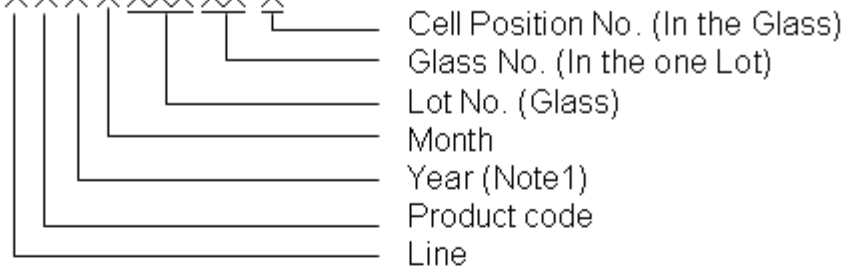 Cell Position No. (In the Glass)
Glass No. (In the one Lot)
Lot No. (Glass)
Month
Year (Note1)
Product code
Line